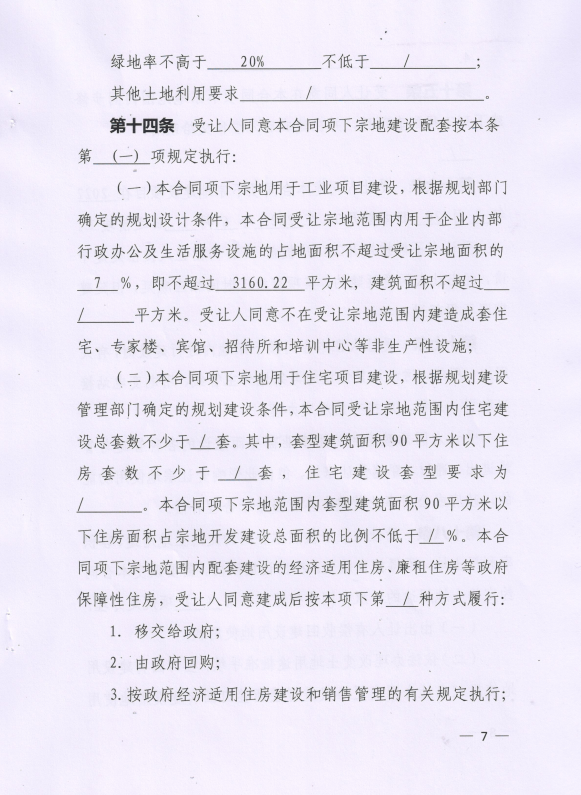 绿地率不高于 20% 不低于 / ;
其他土地利用要求 / 。
第十四条 受让人同意本合同项下宗地建设配套按本条
第 (一) 项规定执行:
(一)本合同项下宗地用于工业项目建设,根据规划部门
确定的规划设计条件,本合同受让宗地范围内用于企业内部
行政办公及生活服务设施的占地面积不超过受让宗地面积的
7 %,即不超过 3160.22 平方米,建筑面积不超过
/ 平方米。受让人同意不在受让宗地范围内建造成套住
宅、专家楼、宾馆、招待所和培训中心等非生产性设施;
(二)本合同项下宗地用于住宅项目建设,根据规划建设
管理部门确定的规划建设条件,本合同受让宗地范围内住宅建
设总套数不少于 / 套。其中,套型建筑面积 90 平方米以下住
房套数不少于 / 套,住宅建设套型要求为
/ 。本合同项下宗地范围内套型建筑面积 90 平方米以
下住房面积占宗地开发建设总面积的比例不低于 / %。本合
同项下宗地范围内配套建设的经济适用住房、廉租住房等政府
保障性住房,受让人同意建成后按本项下第 / 种方式履行:
1. 移交给政府;
2. 由政府回购;
3. 按政府经济适用住房建设和销售管理的有关规定执行;
— 7 —